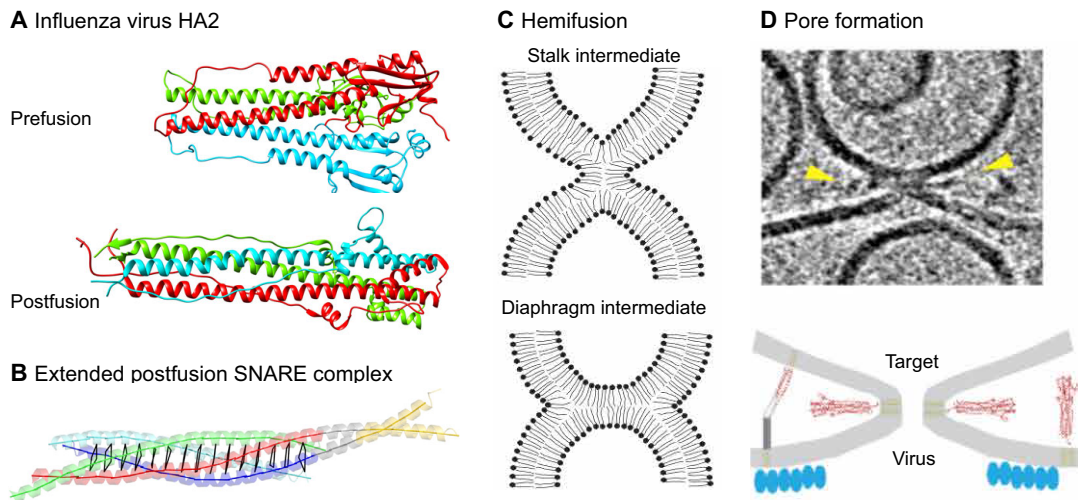 A Influenza virus HA2
Prefusion
Postfusion
B Extended postfusion SNARE complex
C Hemifusion
Stalk intermediate
Diaphragm intermediate
D Pore formation
Target
Virus